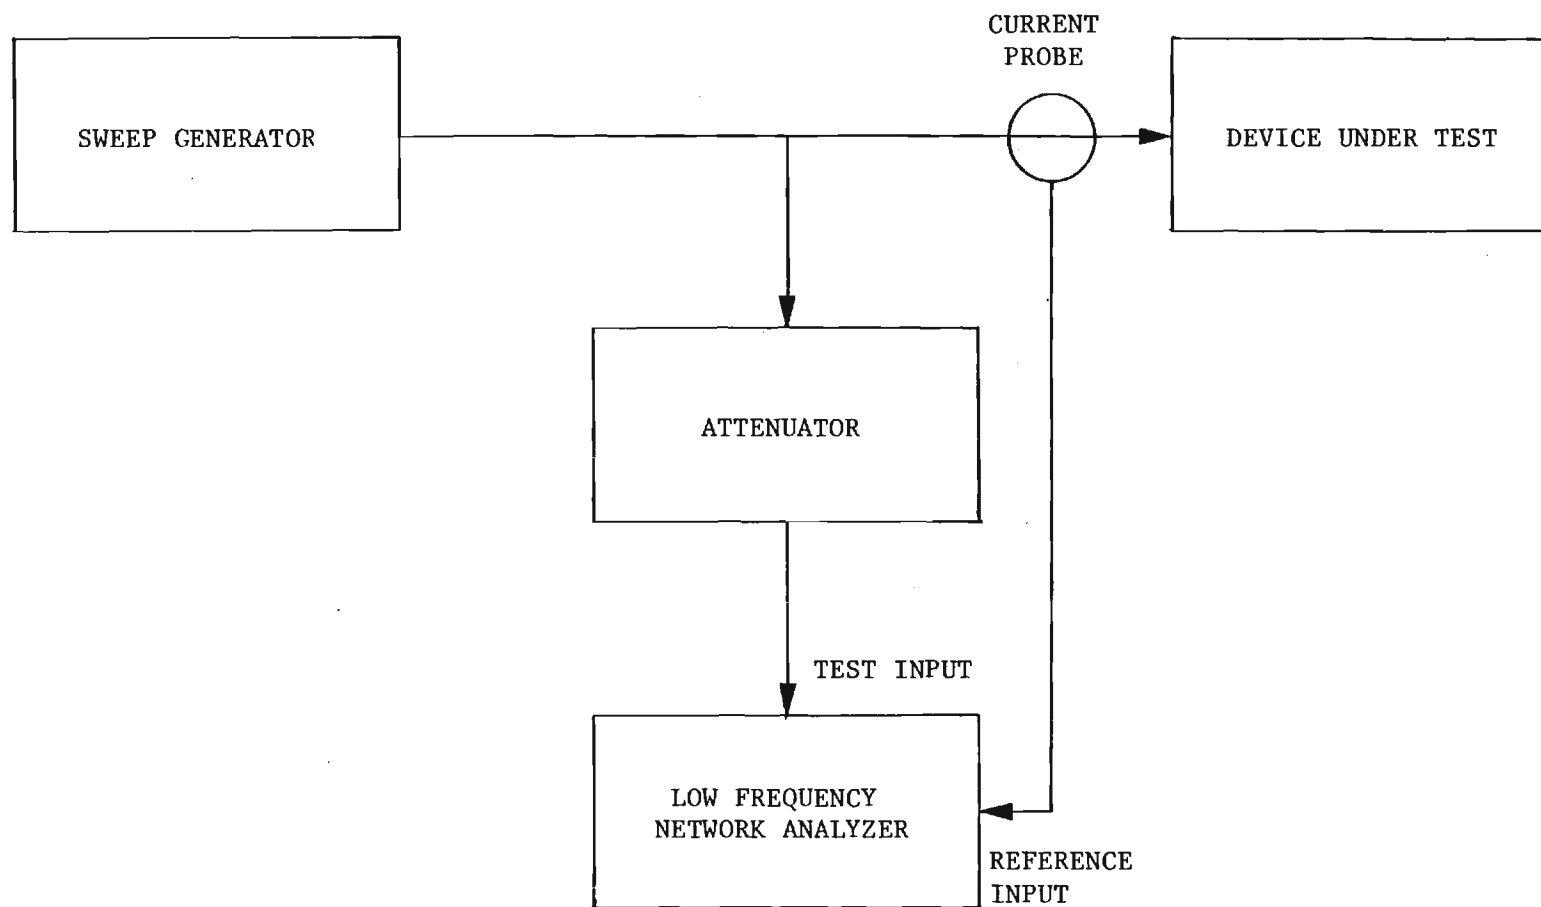 CURRENT
PROBE
SWEEP GENERATOR
DEVICE UNDER TEST
ATTENUATOR
TEST INPUT
LOW FREQUENCY
NETWORK ANALYZER
REFERENCE
INPUT